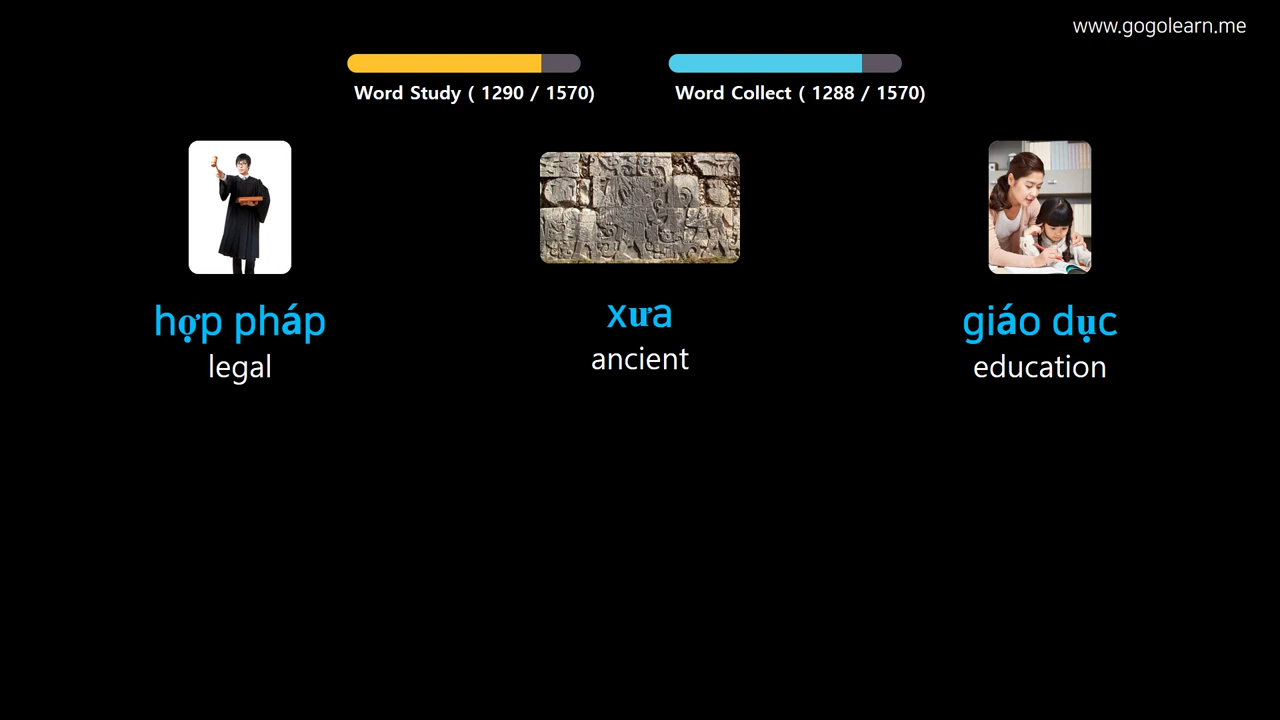 www.gogolearn.me
Word Study ( 1290 / 1570)
Word Collect ( 1288 / 1570)
hợp pháp
legal
xưa
ancient
giáo dục
education